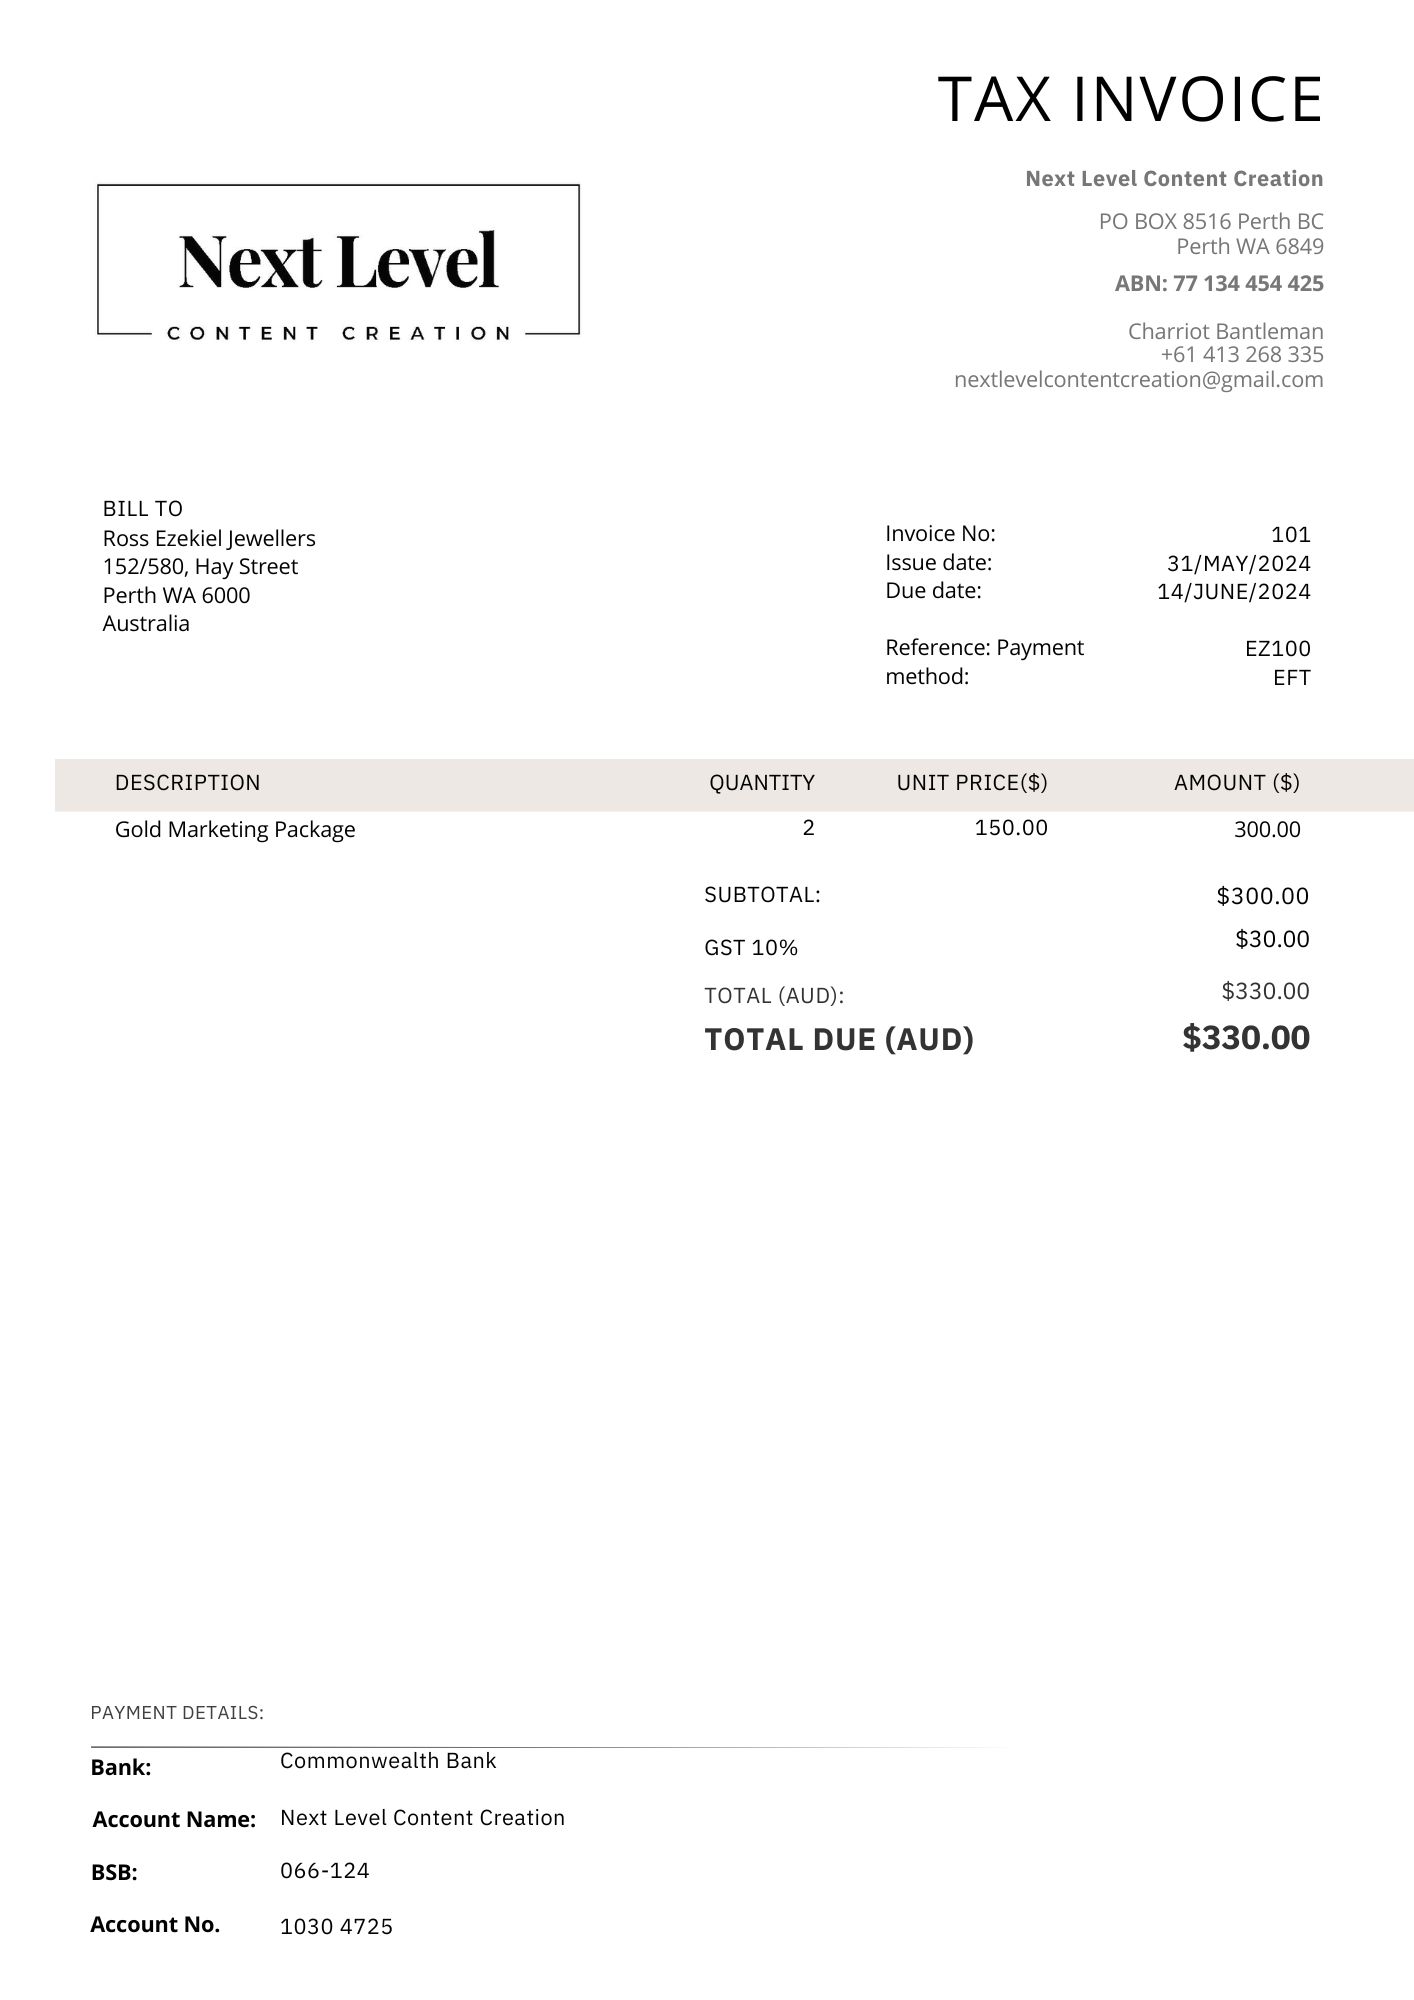 TAX INVOICE
Next Level
CONTENT CREATION
Next Level Content Creation
PO BOX 8516 Perth BC
Perth WA 6849
ABN: 77 134 454 425
Charriot Bantleman
+61 413 268 335
nextlevelcontentcreation@gmail.com
BILL TO
Ross Ezekiel Jewellers
152/580, Hay Street
Perth WA 6000
Australia
Invoice No: 101
Issue date: 31/MAY/2024
Due date: 14/JUNE/2024
Reference: Payment EZ100
method: EFT
DESCRIPTION QUANTITY UNIT PRICE($) AMOUNT ($)
Gold Marketing Package 2 150.00 300.00
SUBTOTAL: $300.00
GST 10% $30.00
TOTAL (AUD): $330.00
TOTAL DUE (AUD) $330.00
PAYMENT DETAILS:
Bank: Commonwealth Bank
Account Name: Next Level Content Creation
BSB: 066-124
Account No. 1030 4725